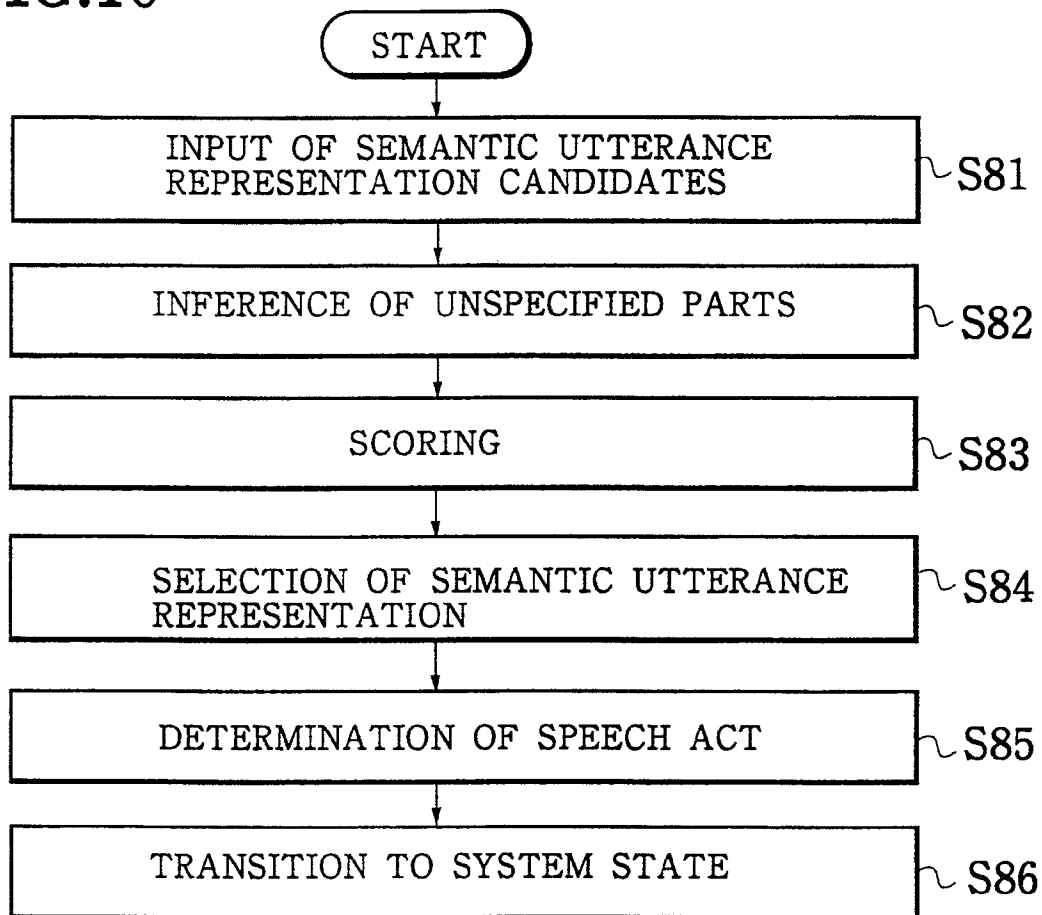 START
INPUT OF SEMANTIC UTTERANCE
REPRESENTATION CANDIDATES
S81
INFERENCE OF UNSPECIFIED PARTS
S82
SCORING
S83
SELECTION OF SEMANTIC UTTERANCE
REPRESENTATION
S84
DETERMINATION OF SPEECH ACT
S85
TRANSITION TO SYSTEM STATE
S86